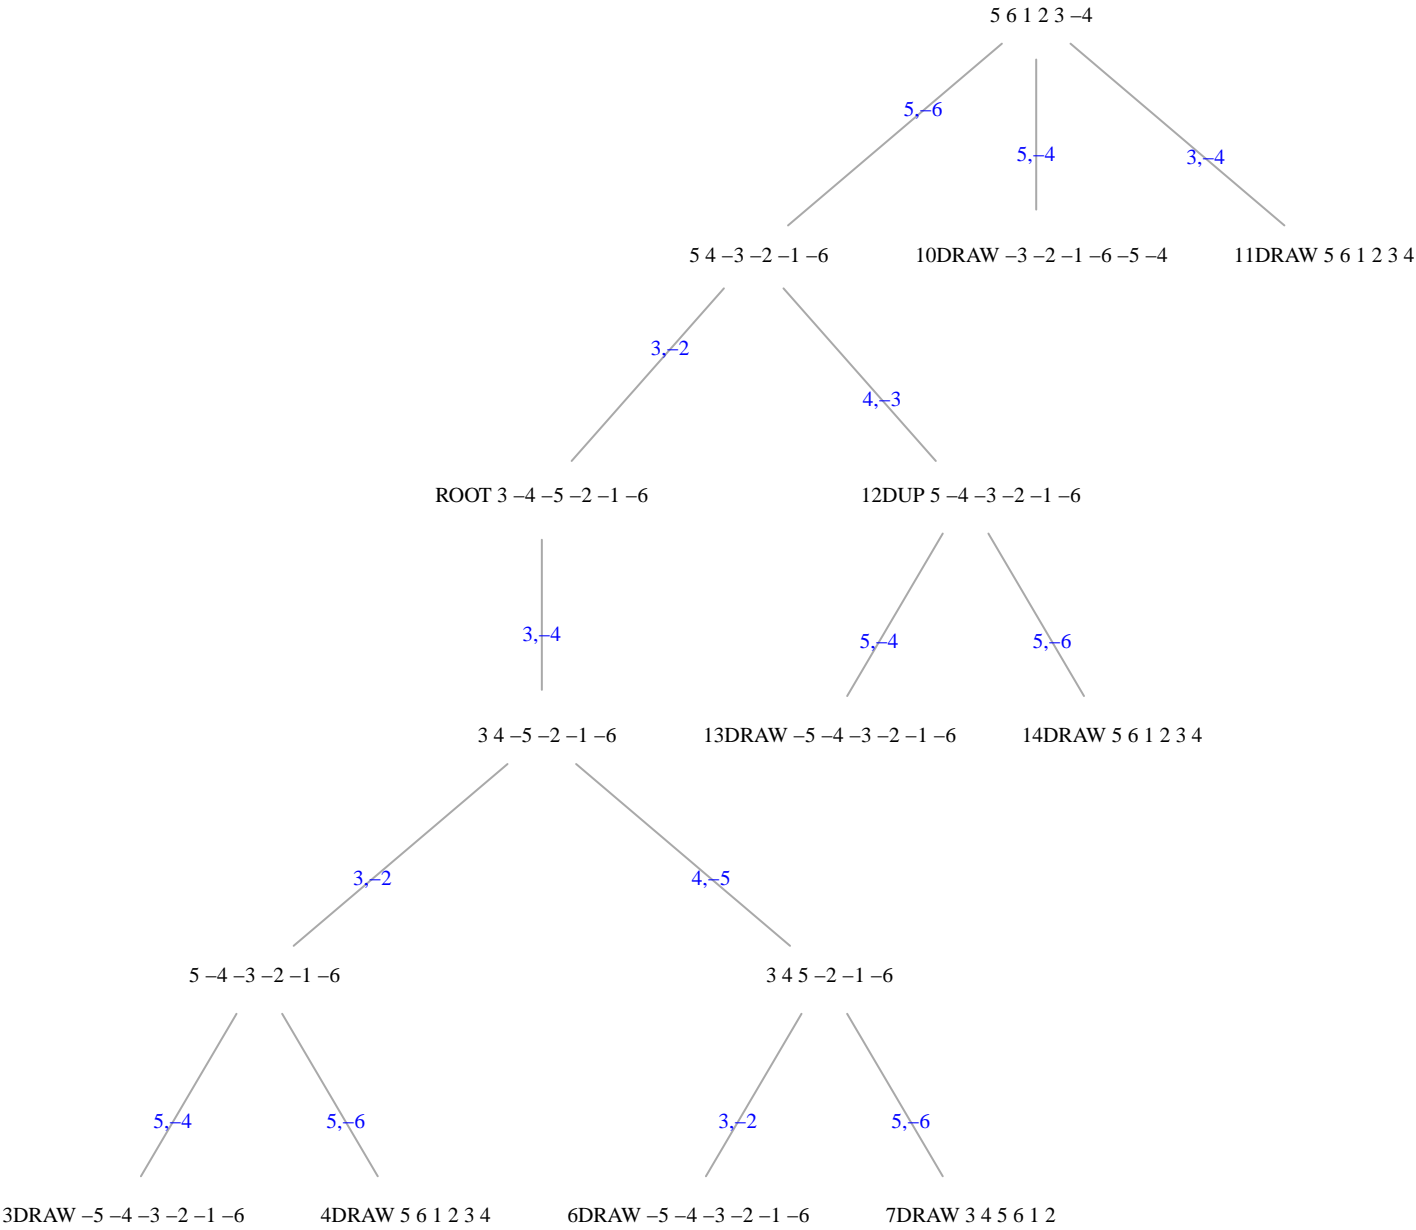 5 6 1 2 3 –4
5,–6
5,–4
3,–4
5 4 –3 –2 –1 –6
10DRAW –3 –2 –1 –6 –5 –4
11DRAW 5 6 1 2 3 4
3,–2
4,–3
ROOT 3 –4 –5 –2 –1 –6
12DUP 5 –4 –3 –2 –1 –6
3,–4
5,–4
5,–6
3 4 –5 –2 –1 –6
13DRAW –5 –4 –3 –2 –1 –6
14DRAW 5 6 1 2 3 4
3,–2
4,–5
5 –4 –3 –2 –1 –6
3 4 5 –2 –1 –6
5,–4
5,–6
3,–2
5,–6
3DRAW –5 –4 –3 –2 –1 –6
4DRAW 5 6 1 2 3 4
6DRAW –5 –4 –3 –2 –1 –6
7DRAW 3 4 5 6 1 2